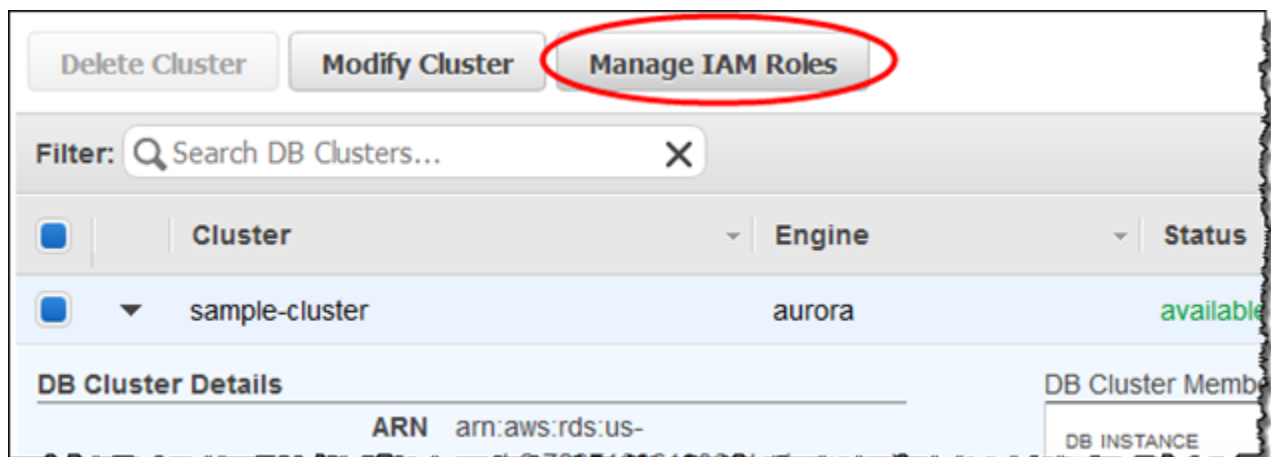 Delete Cluster Modify Cluster Manage IAM Roles
Filter: Search DB Clusters...
Cluster Engine Status
sample-cluster aurora available
DB Cluster Details DB Cluster Membe
ARN arn:aws:rds:us-
DB INSTANCE